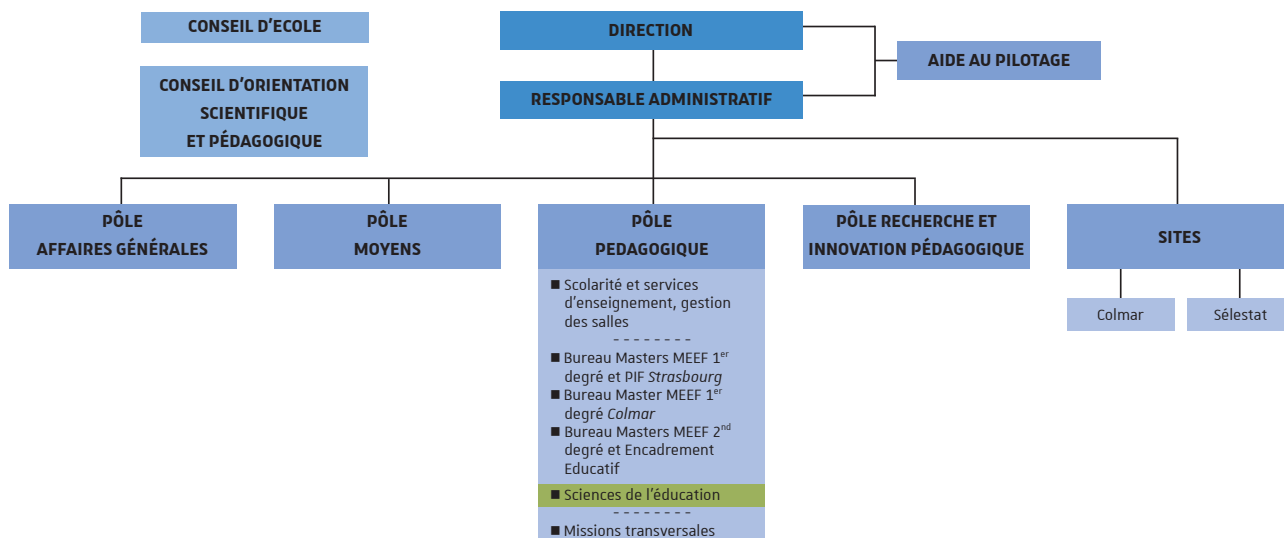 CONSEIL D'ECOLE
CONSEIL D'ORIENTATION
SCIENTIFIQUE
ET PÉDAGOGIQUE
DIRECTION
RESPONSABLE ADMINISTRATIF
AIDE AU PILOTAGE
PÔLE
AFFAIRES GÉNÉRALES
PÔLE
MOYENS
PÔLE
PEDAGOGIQUE
■ Scolarité et services
d'enseignement, gestion
des salles
--------
■ Bureau Masters MEEF 1er
degré et PIF Strasbourg
■ Bureau Master MEEF 1er
degré Colmar
■ Bureau Masters MEEF 2nd
degré et Encadrement
Educatif
■ Sciences de l'éducation
--------
■ Missions transversales
PÔLE RECHERCHE ET
INNOVATION PÉDAGOGIQUE
SITES
Colmar
Sélestat